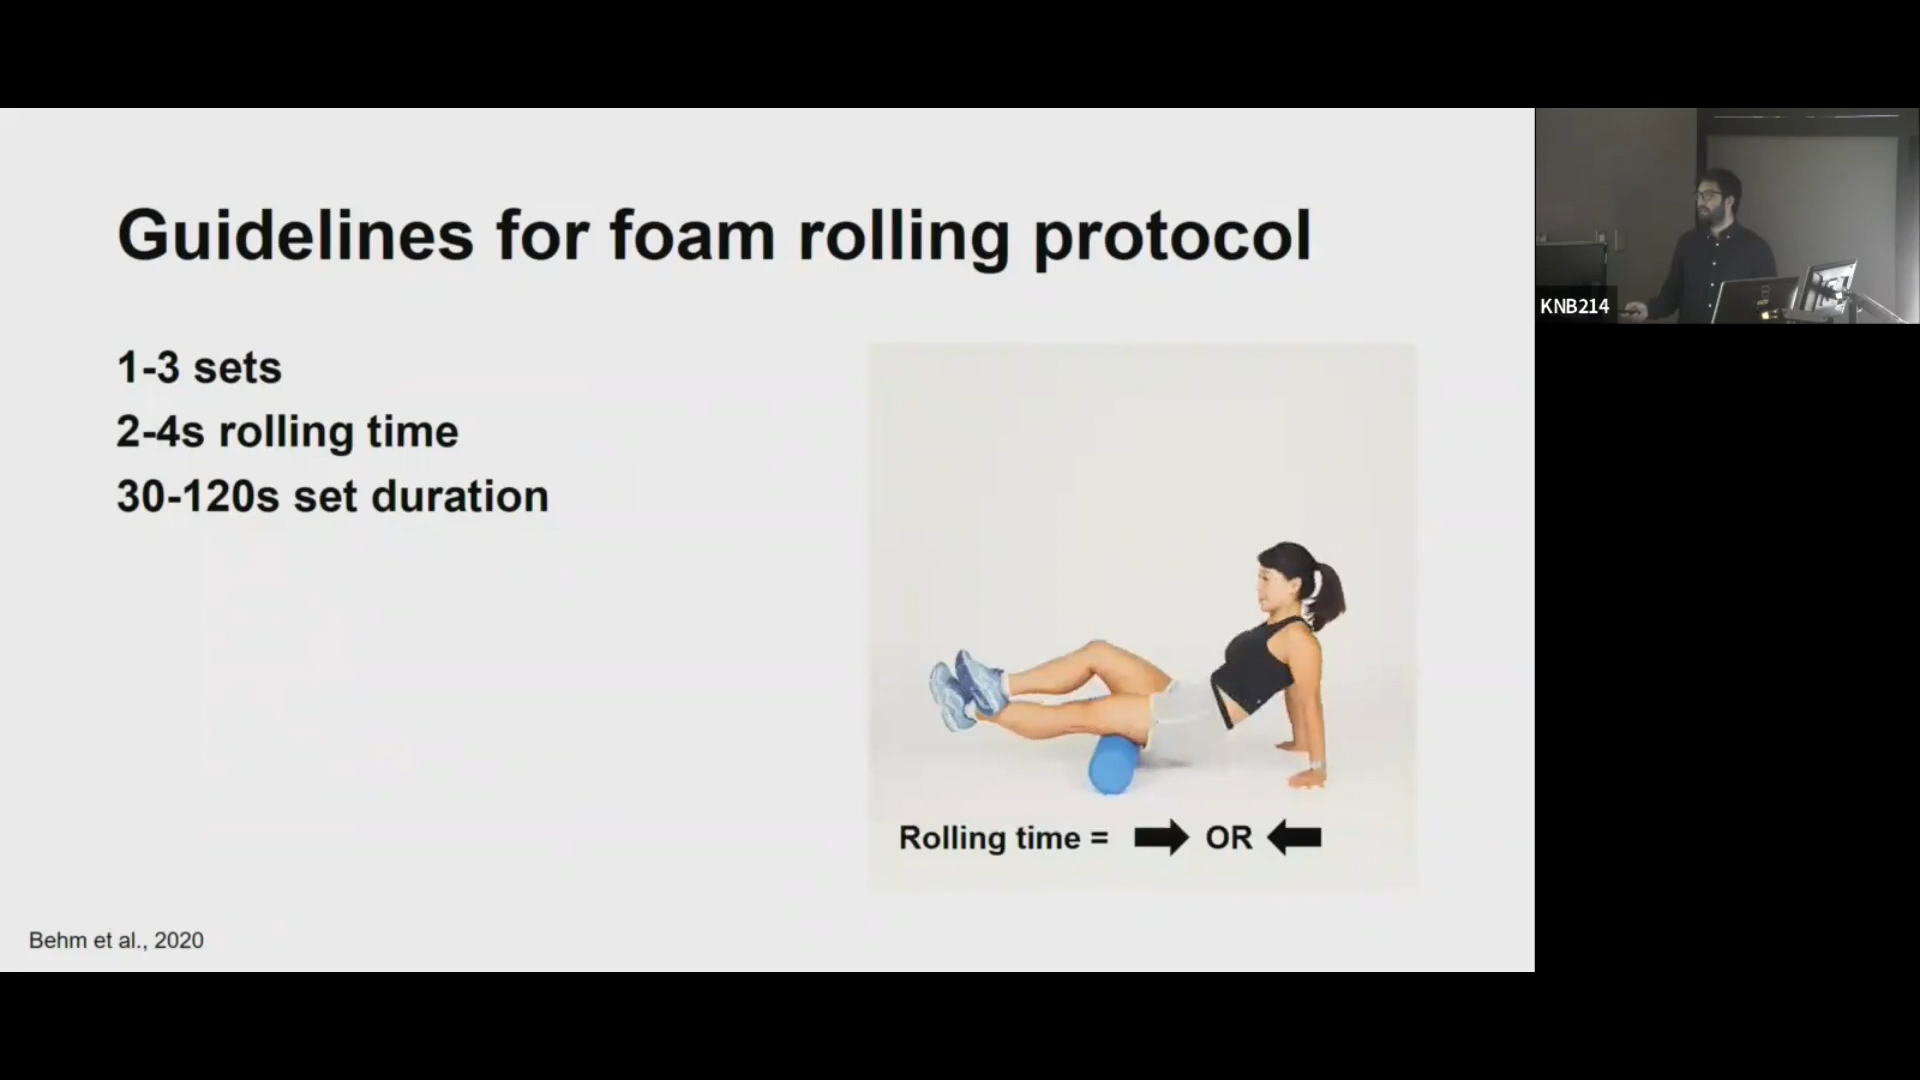 Guidelines for foam rolling protocol
1-3 sets
2-4s rolling time
30-120s set duration
Rolling time = OR
Behm et al., 2020
KNB214